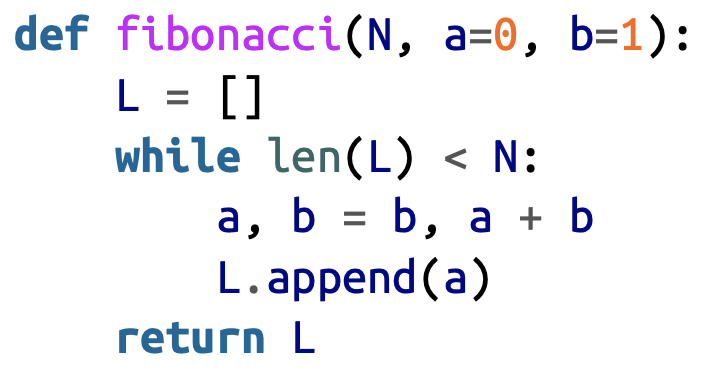 def fibonacci(N, a=0, b=1):
    L = []
    while len(L) < N:
        a, b = b, a + b
        L.append(a)
    return L